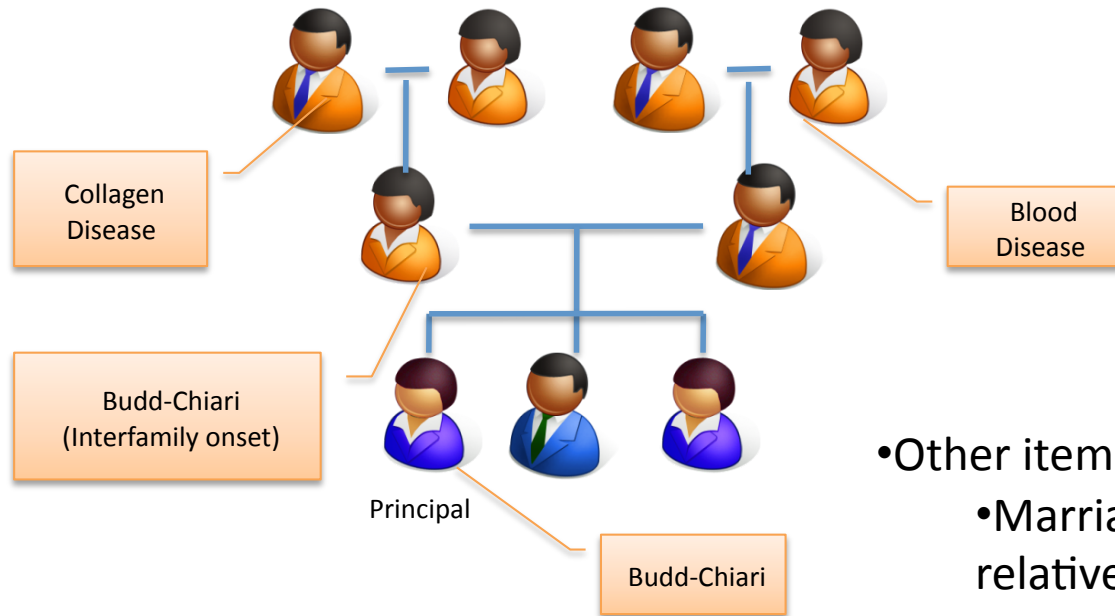 Collagen
Disease
Blood
Disease
Budd-Chiari
(Interfamily onset)
Principal
Budd-Chiari
•Other item
•Marria
relative